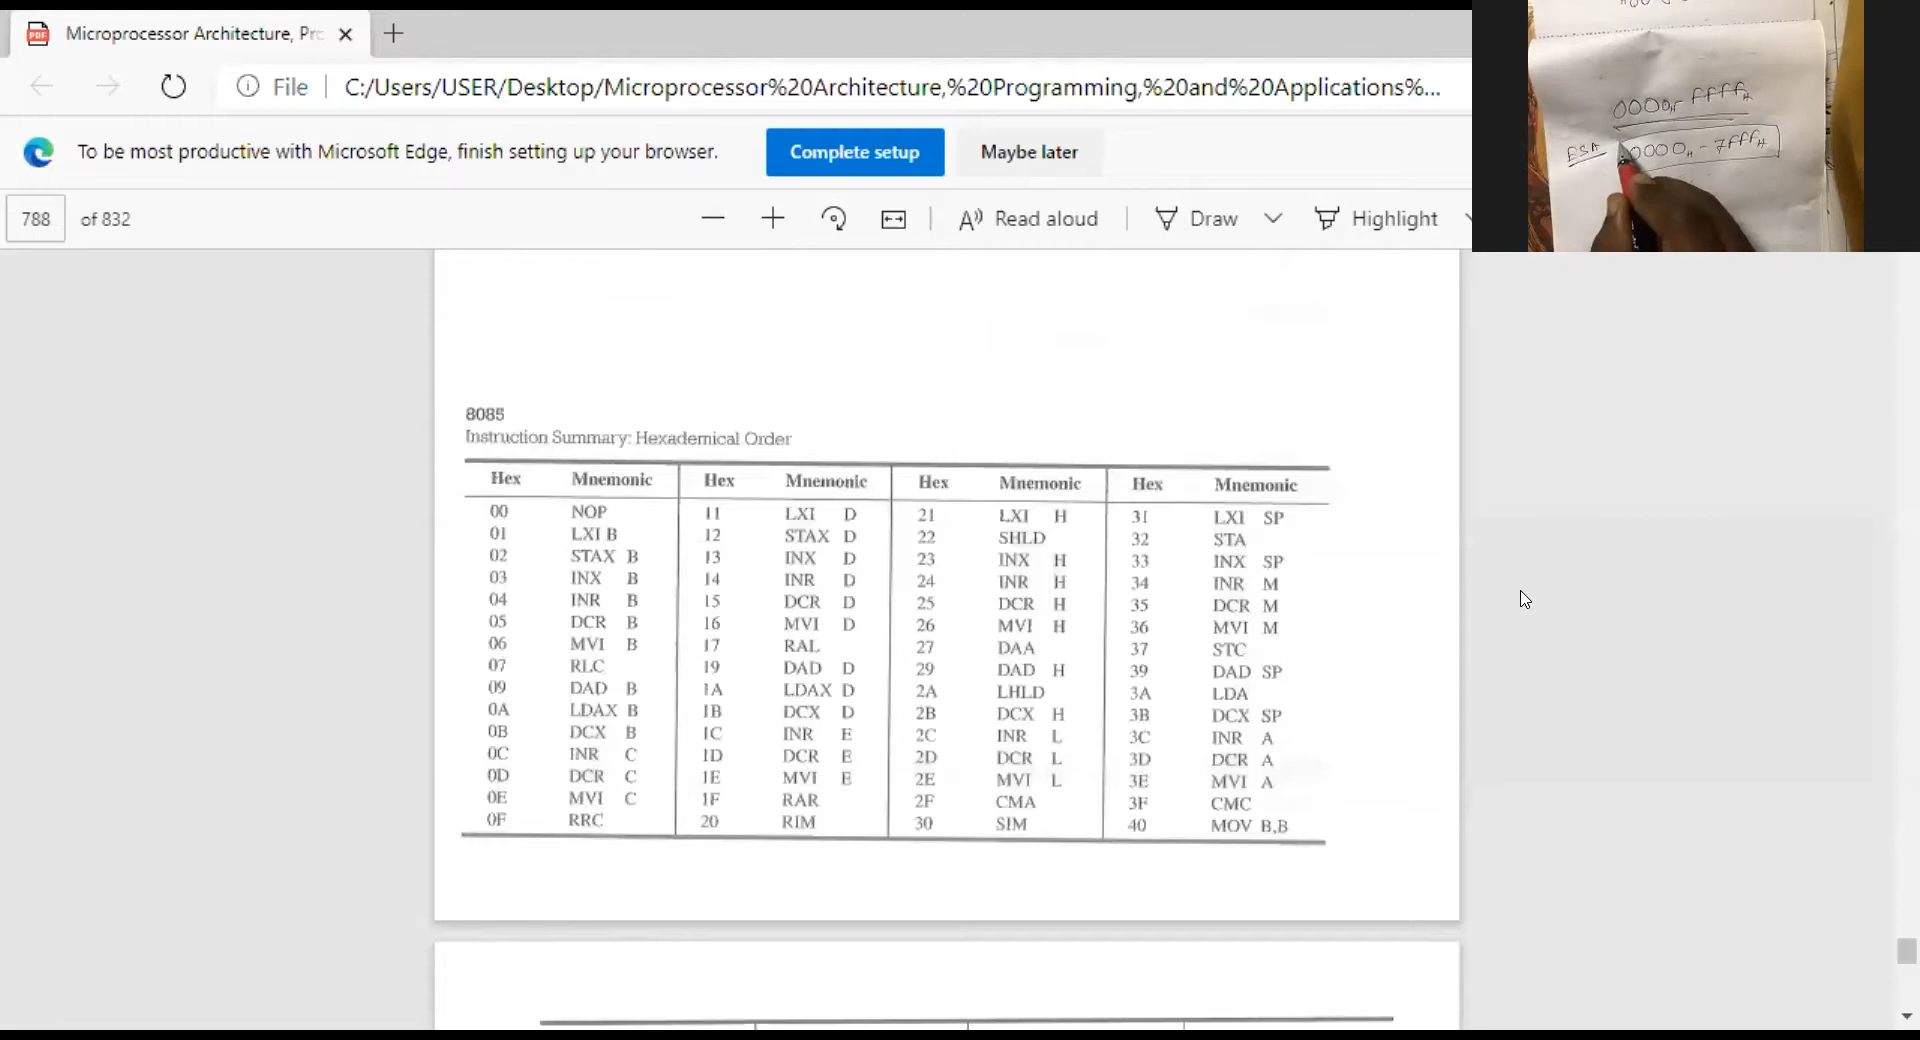 Microprocessor Architecture, Pr
File C:/Users/USER/Desktop/Microprocessor%20Architecture,%20Programming,%20and%20Applications%...
To be most productive with Microsoft Edge, finish setting up your browser. Complete setup Maybe later
788 of 832 Read aloud Draw Highlight
0000H FFFFH
ESA 0000H - 7FFFH
8085
Instruction Summary: Hexademical Order
Hex Mnemonic Hex Mnemonic Hex Mnemonic Hex Mnemonic
00 NOP 11 LXI D 21 LXI H 31 LXI SP
01 LXI B 12 STAX D 22 SHLD 32 STA
02 STAX B 13 INX D 23 INX H 33 INX SP
03 INX B 14 INR D 24 INR H 34 INR M
04 INR B 15 DCR D 25 DCR H 35 DCR M
05 DCR B 16 MVI D 26 MVI H 36 MVI M
06 MVI B 17 RAL 27 DAA 37 STC
07 RLC 19 DAD D 29 DAD H 39 DAD SP
09 DAD B 1A LDAX D 2A LHLD 3A LDA
0A LDAX B 1B DCX D 2B DCX H 3B DCX SP
0B DCX B 1C INR E 2C INR L 3C INR A
0C INR C 1D DCR E 2D DCR L 3D DCR A
0D DCR C 1E MVI E 2E MVI L 3E MVI A
0E MVI C 1F RAR 2F CMA 3F CMC
0F RRC 20 RIM 30 SIM 40 MOV B,B